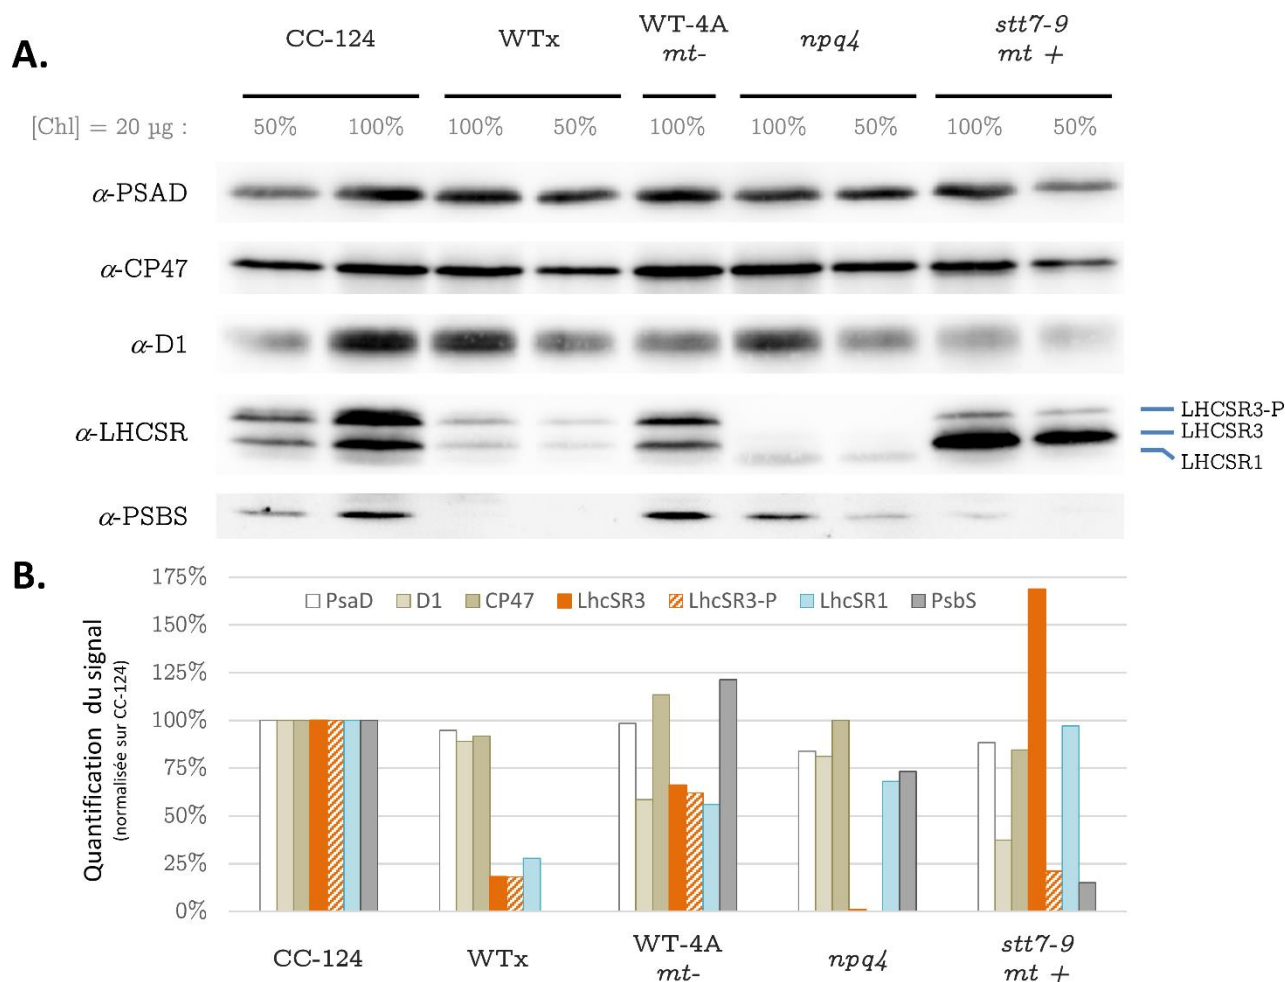 A.
CC-124 WTx WT-4A mt- npq4 stt7-9 mt +
[Chl] = 20 µg : 50% 100% 100% 50% 100% 100% 50% 100% 50%
α-PSAD
α-CP47
α-D1
α-LHCSR
LHCSR3-P
LHCSR3
LHCSR1
α-PSBS
B.
Quantification du signal
(normalisée sur CC-124)
175%
150%
125%
100%
75%
50%
25%
0%
PsaD D1 CP47 LhcSR3 LhcSR3-P LhcSR1 PsbS
CC-124 WTx WT-4A mt- npq4 stt7-9 mt +